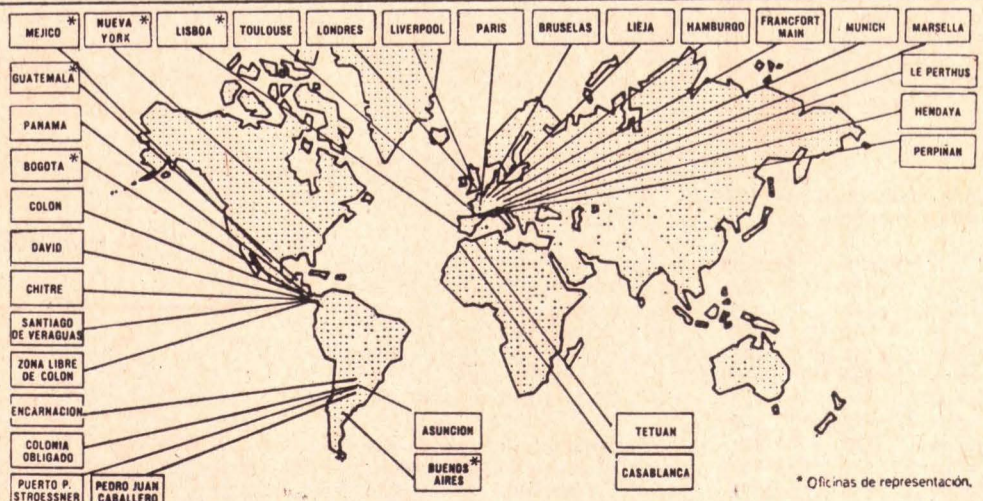 MEJICO*
NUEVA*
YORK
LISBOA*
TOULOUSE
LONDRES
LIVERPOOL
PARIS
BRUSELAS
LIEJA
HAMBURGO
FRANCFORT
MAIN
MUNICH
MARSELLA
GUATEMALA*
LE PERTHUS
PANAMA
HENDAYA
BOGOTA*
PERPIÑAN
COLON
DAVID
CHITRE
SANTIAGO
DE VERAGUAS
ZONA LIBRE
DE COLON
ENCARNACION
COLONIA
OBLIGADO
PUERTO P.
STROESSNER
PEDRO JUAN
CABALLERO
ASUNCION
BUENOS*
AIRES
TETUAN
CASABLANCA
* Oficinas de representación.